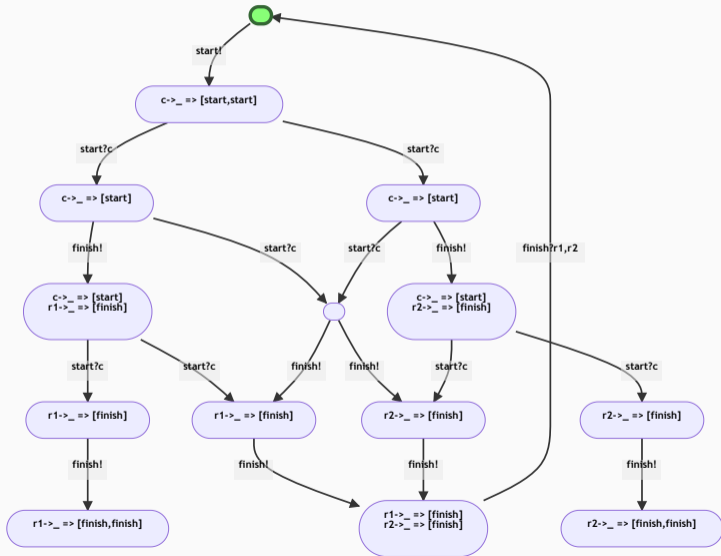 start!
c->_ => [start,start]
start?c
start?c
c->_ => [start]
c->_ => [start]
finish!
start?c
start?c
finish!
finish?r1,r2
c->_ => [start]
r1->_ => [finish]
c->_ => [start]
r2->_ => [finish]
start?c
start?c
finish!
finish!
start?c
start?c
r1->_ => [finish]
r1->_ => [finish]
r2->_ => [finish]
r2->_ => [finish]
finish!
finish!
finish!
finish!
r1->_ => [finish,finish]
r1->_ => [finish]
r2->_ => [finish]
r2->_ => [finish,finish]